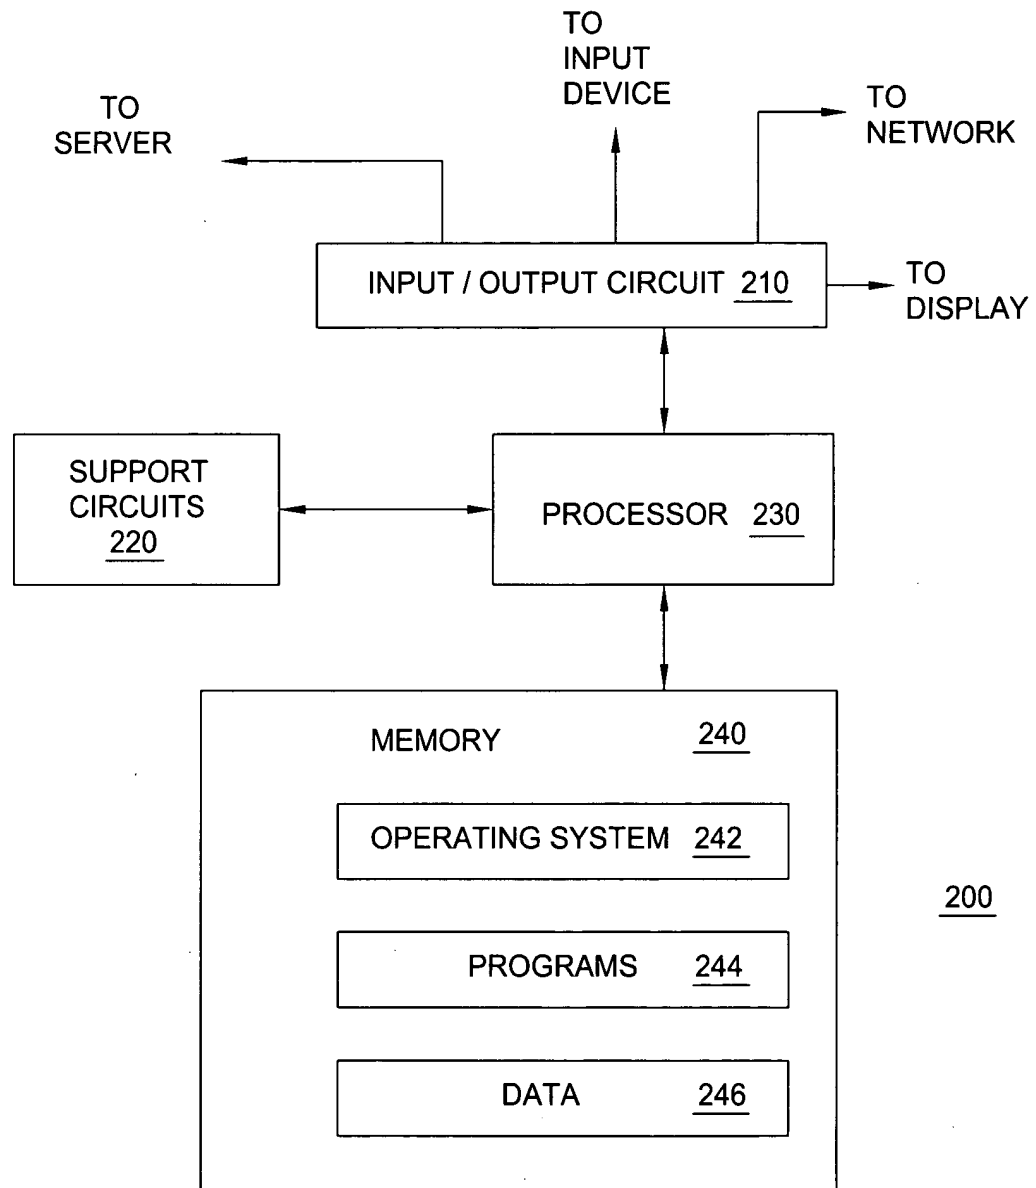 TO
INPUT
DEVICE
TO
SERVER
TO
NETWORK
INPUT / OUTPUT CIRCUIT 210
TO
DISPLAY
SUPPORT
CIRCUITS
220
PROCESSOR 230
MEMORY 240
OPERATING SYSTEM 242
200
PROGRAMS 244
DATA 246